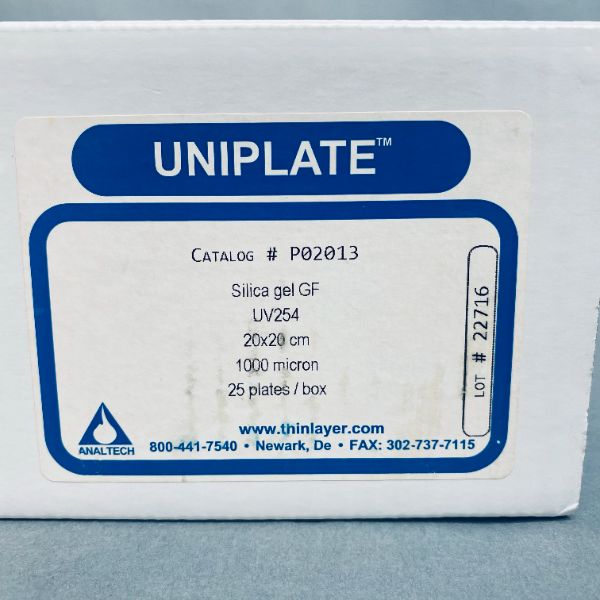 UNIPLATE™
CATALOG # P02013
Silica gel GF
UV254
20x20 cm
1000 micron
25 plates / box
LOT # 22716
ANALTECH
www.thinlayer.com
800-441-7540 • Newark, De • FAX: 302-737-7115